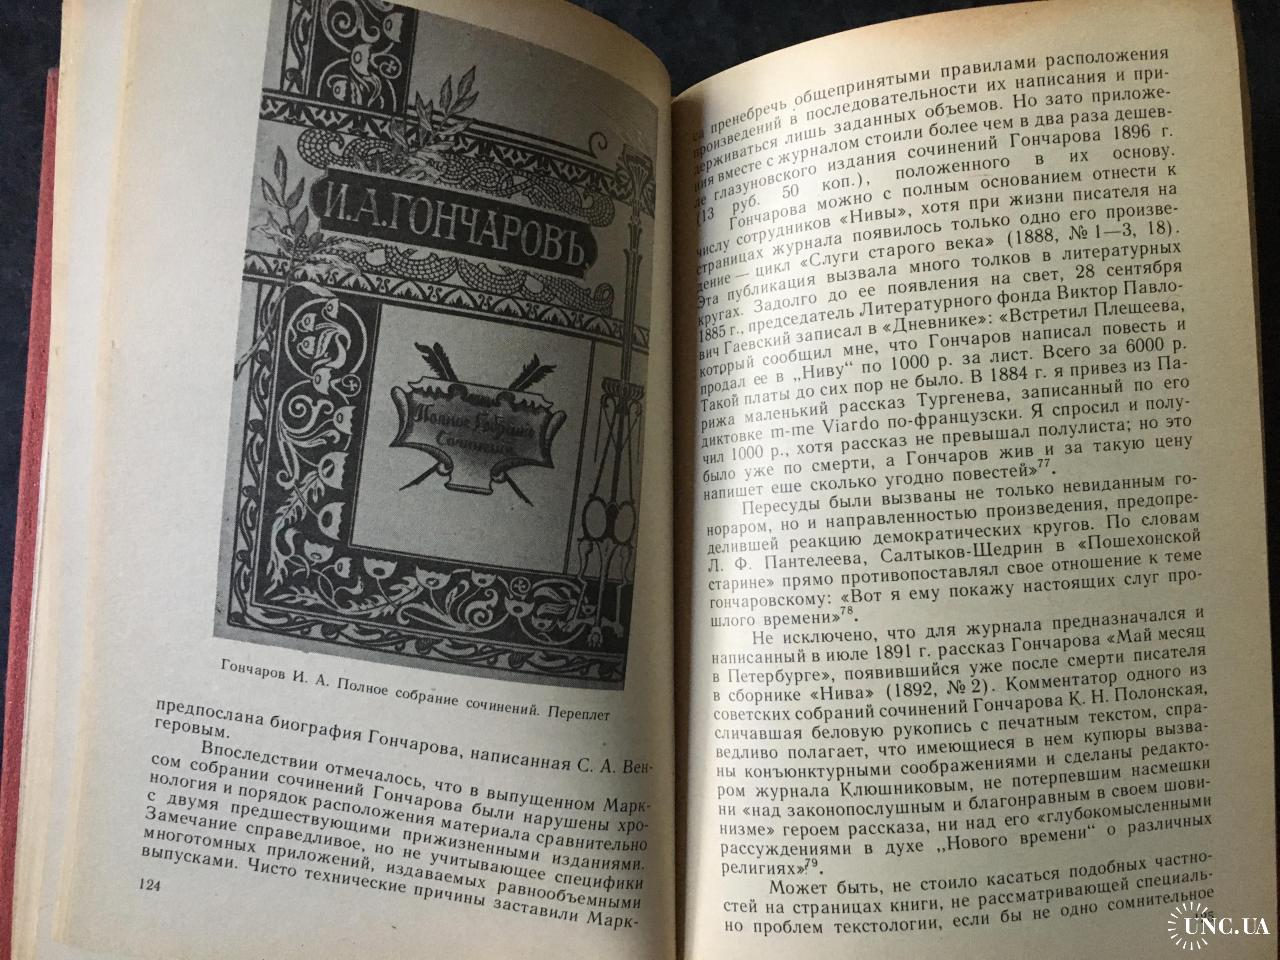 И.А.ГОНЧАРОВЪ
Полное Собранiе
Сочиненiй
Гончаров И. А. Полное собрание сочинений. Переплет
предпослана биография Гончарова, написанная С. А. Вен-
геровым.
Впоследствии отмечалось, что в выпущенном Марк-
сом собрании сочинений Гончарова были нарушены хро-
нология и порядок расположения материала сравнительно
с двумя предшествующими прижизненными изданиями.
Замечание справедливое, но не учитывающее специфики
многотомных приложений, издаваемых равнообъемными
выпусками. Чисто технические причины заставили Марк-
124
са пренебречь общепринятыми правилами расположения
произведений в последовательности их написания и при-
держиваться лишь заданных объемов. Но зато приложе-
ния вместе с журналом стоили более чем в два раза дешев-
ле глазуновского издания сочинений Гончарова 1896 г.
(13 руб. 50 коп.), положенного в их основу.
Гончарова можно с полным основанием отнести к
числу сотрудников «Нивы», хотя при жизни писателя на
страницах журнала появилось только одно его произве-
дение — цикл «Слуги старого века» (1888, № 1—3, 18).
Эта публикация вызвала много толков в литературных
кругах. Задолго до ее появления на свет, 28 сентября
1885 г., председатель Литературного фонда Виктор Павло-
вич Гаевский записал в «Дневнике»: «Встретил Плещеева,
который сообщил мне, что Гончаров написал повесть и
продал ее в „Ниву“ по 1000 р. за лист. Всего за 6000 р.
Такой платы до сих пор не было. В 1884 г. я привез из Па-
рижа маленький рассказ Тургенева, записанный по его
диктовке m-me Viardo по-французски. Я спросил и полу-
чил 1000 р., хотя рассказ не превышал полулиста; но это
было уже по смерти, а Гончаров жив и за такую цену
напишет еше сколько угодно повестей»77.
Пересуды были вызваны не только невиданным го-
нораром, но и направленностью произведения, предопре-
делившей реакцию демократических кругов. По словам
Л. Ф. Пантелеева, Салтыков-Щедрин в «Пошехонской
старине» прямо противопоставлял свое отношение к теме
гончаровскому: «Вот я ему покажу настоящих слуг про-
шлого времени»78.
Не исключено, что для журнала предназначался и
написанный в июле 1891 г. рассказ Гончарова «Май месяц
в Петербурге», появившийся уже после смерти писателя
в сборнике «Нива» (1892, № 2). Комментатор одного из
советских собраний сочинений Гончарова К. Н. Полонская,
сличавшая беловую рукопись с печатным текстом, спра-
ведливо полагает, что имеющиеся в нем купюры вызва-
ны конъюнктурными соображениями и сделаны редакто-
ром журнала Клюшниковым, не потерпевшим насмешки
ни «над законопослушным и благонравным в своем шови-
низме» героем рассказа, ни над его «глубокомысленными
рассуждениями в духе „Нового времени“ о различных
религиях»?79.
Может быть, не стоило касаться подобных частно-
стей на страницах книги, не рассматривающей специаль-
но проблем текстологии, если бы не одно сомнительное
125
UNC.UA